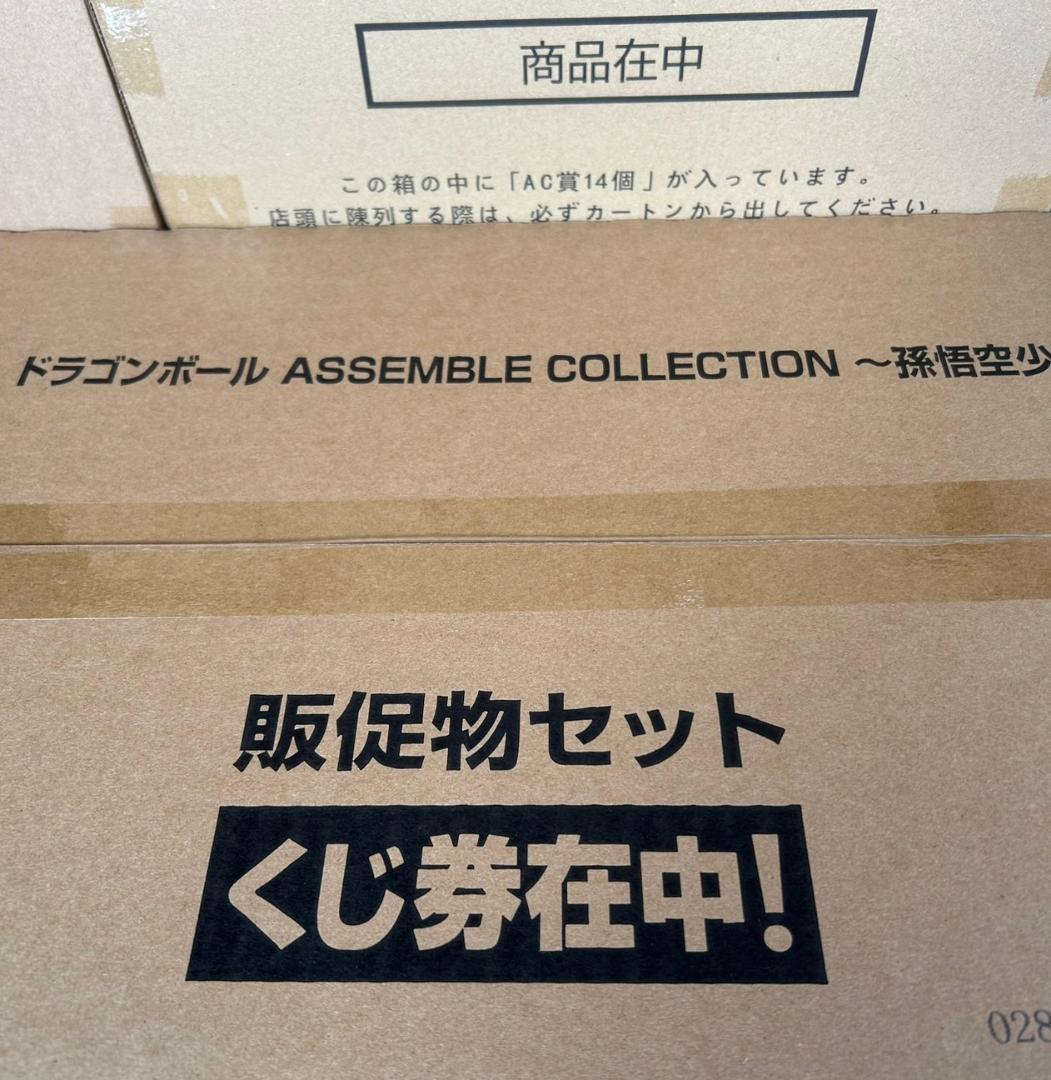 商品在中
この箱の中に「AC賞14個」が入っています。
店頭に陳列する際は、必ずカートンから出してください。
ドラゴンボール ASSEMBLE COLLECTION ～孫悟空少
販促物セット
くじ券在中!
028